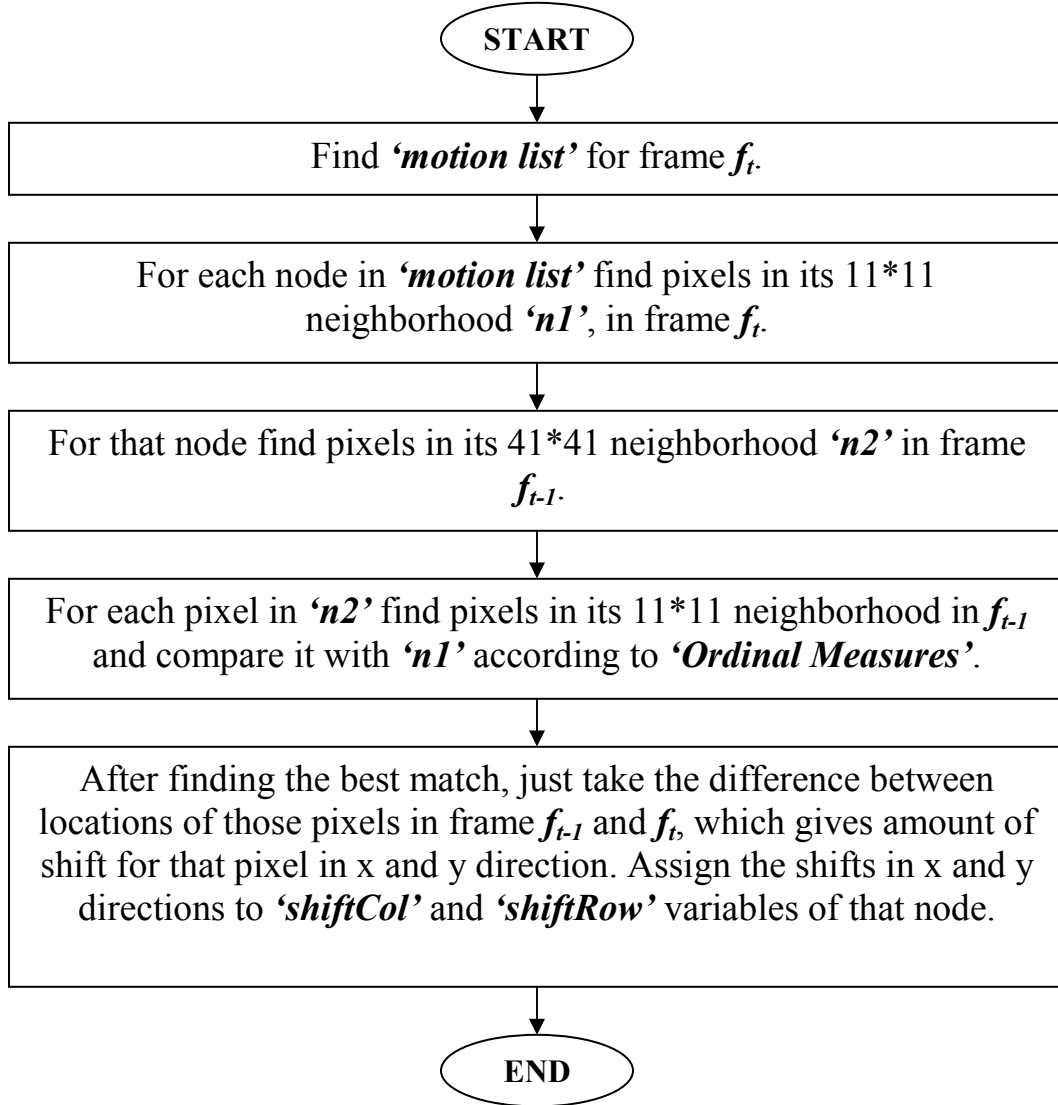 START
Find ‘motion list’ for frame fₜ.
For each node in ‘motion list’ find pixels in its 11*11
neighborhood ‘n1’, in frame fₜ.
For that node find pixels in its 41*41 neighborhood ‘n2’ in frame
fₜ₋₁.
For each pixel in ‘n2’ find pixels in its 11*11 neighborhood in fₜ₋₁
and compare it with ‘n1’ according to ‘Ordinal Measures’.
After finding the best match, just take the difference between
locations of those pixels in frame fₜ₋₁ and fₜ, which gives amount of
shift for that pixel in x and y direction. Assign the shifts in x and y
directions to ‘shiftCol’ and ‘shiftRow’ variables of that node.
END